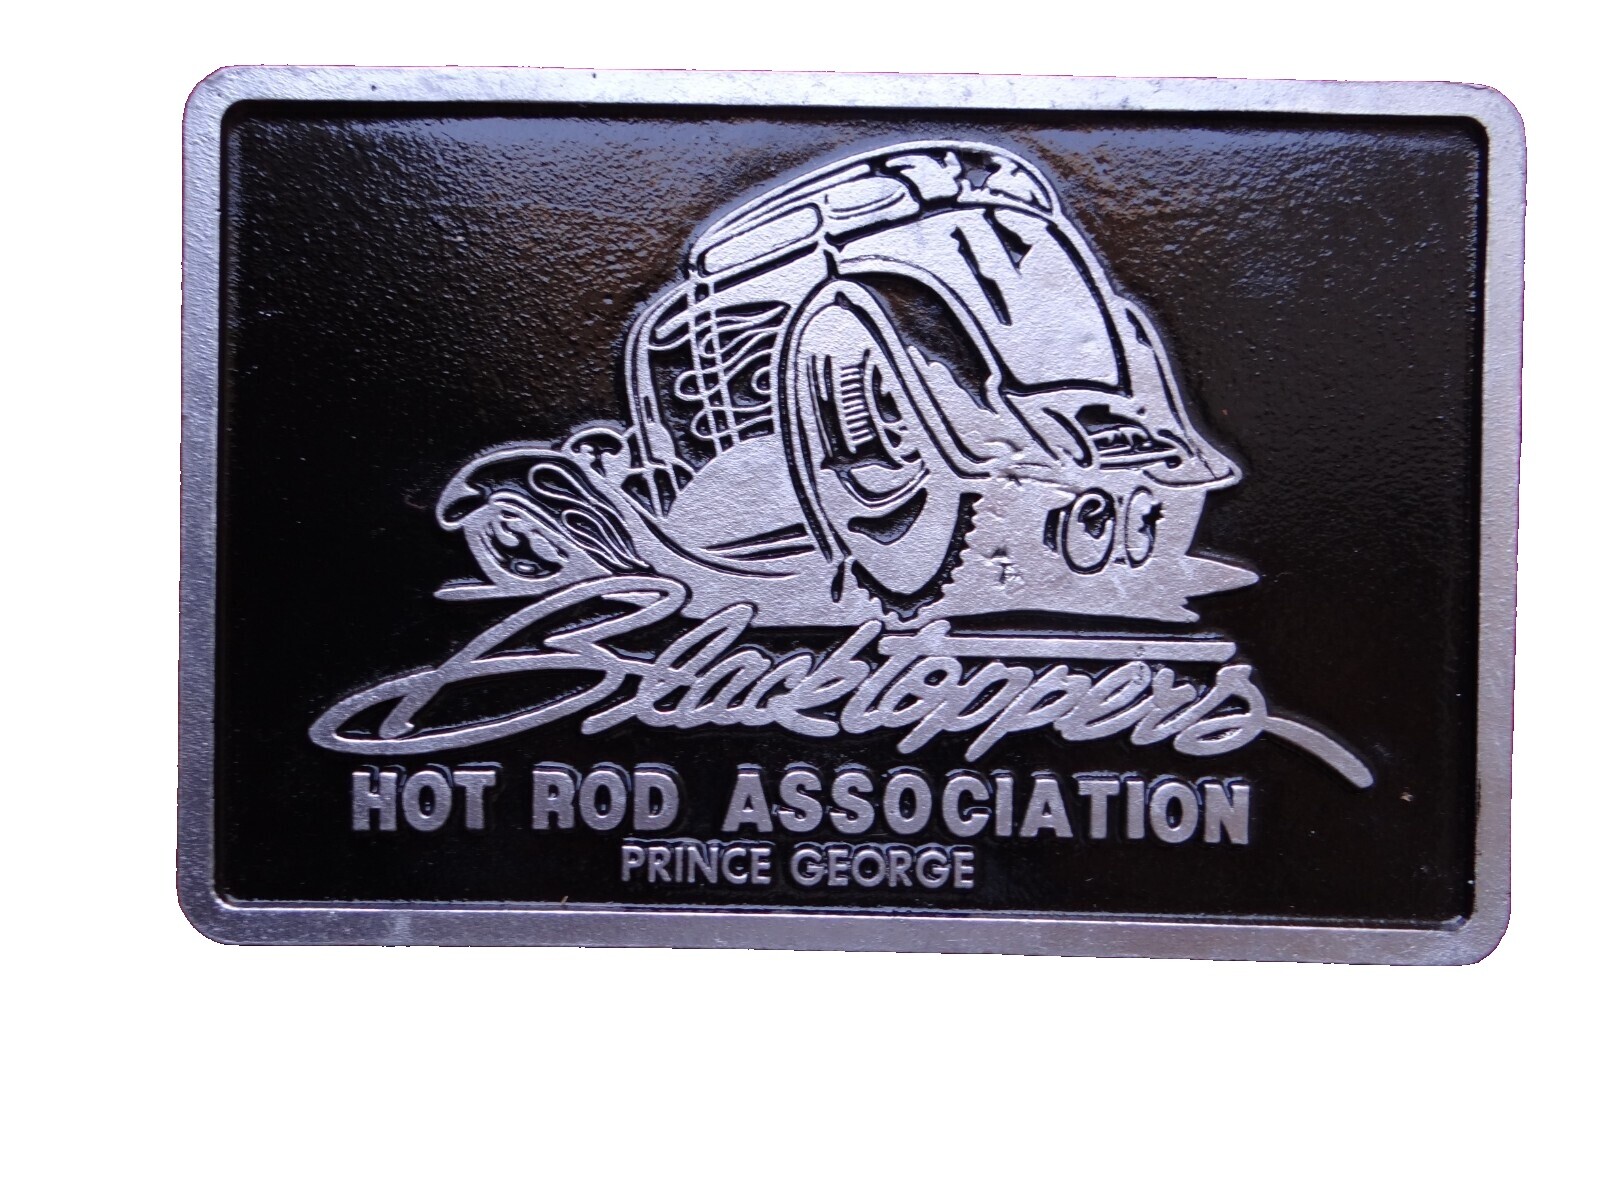 Blacktoppers
HOT ROD ASSOCIATION
PRINCE GEORGE